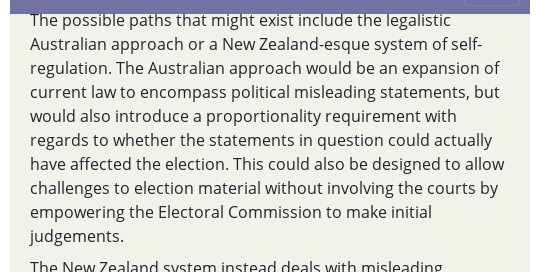 The possible paths that might exist include the legalistic
Australian approach or a New Zealand-esque system of self-
regulation. The Australian approach would be an expansion of
current law to encompass political misleading statements, but
would also introduce a proportionality requirement with
regards to whether the statements in question could actually
have affected the election. This could also be designed to allow
challenges to election material without involving the courts by
empowering the Electoral Commission to make initial
judgements.
The New Zealand system instead deals with misleading